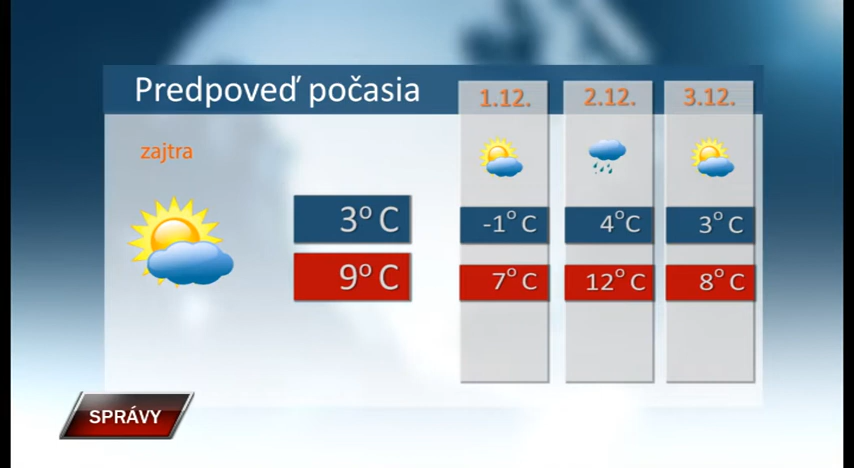 Predpoveď počasia
zajtra
3° C
9° C
1.12.
-1° C
7° C
2.12.
4°C
12° C
3.12.
3° C
8° C
SPRÁVY